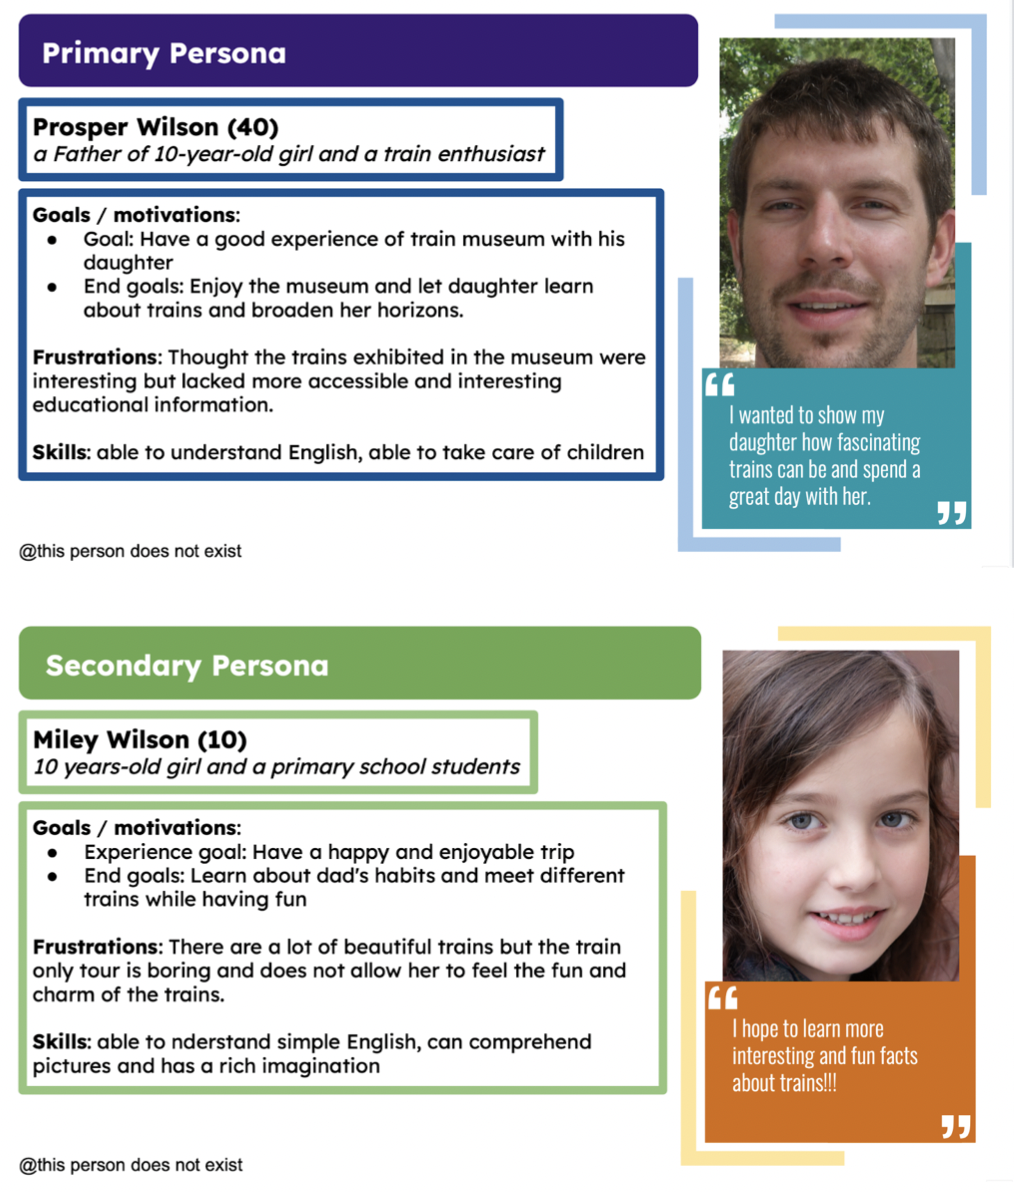 Primary Persona
Prosper Wilson (40)
a Father of 10-year-old girl and a train enthusiast
Goals / motivations:
● Goal: Have a good experience of train museum with his
daughter
● End goals: Enjoy the museum and let daughter learn
about trains and broaden her horizons.
Frustrations: Thought the trains exhibited in the museum were
interesting but lacked more accessible and interesting
educational information.
Skills: able to understand English, able to take care of children
“
I wanted to show my
daughter how fascinating
trains can be and spend a
great day with her.
”
@this person does not exist
Secondary Persona
Miley Wilson (10)
10 years-old girl and a primary school students
Goals / motivations:
● Experience goal: Have a happy and enjoyable trip
● End goals: Learn about dad's habits and meet different
trains while having fun
Frustrations: There are a lot of beautiful trains but the train
only tour is boring and does not allow her to feel the fun and
charm of the trains.
Skills: able to nderstand simple English, can comprehend
pictures and has a rich imagination
“
I hope to learn more
interesting and fun facts
about trains!!!
”
@this person does not exist